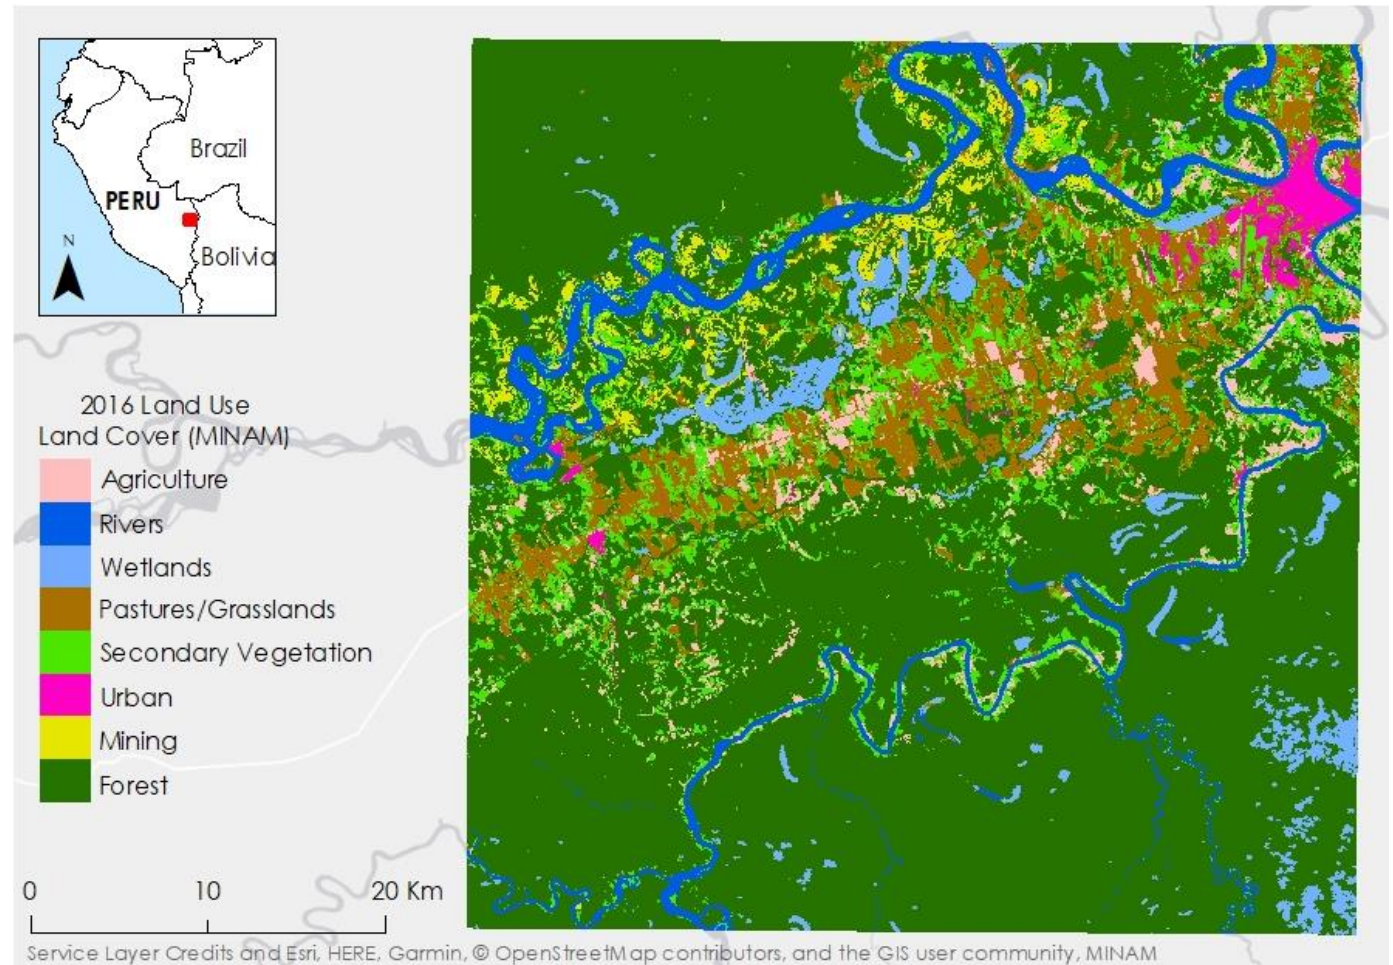 Brazil
PERU
N
Bolivia
2016 Land Use
Land Cover (MINAM)
Agriculture
Rivers
Wetlands
Pastures/Grasslands
Secondary Vegetation
Urban
Mining
Forest
0 10 20 Km
Service Layer Credits and Esri, HERE, Garmin, © OpenStreetMap contributors, and the GIS user community, MINAM